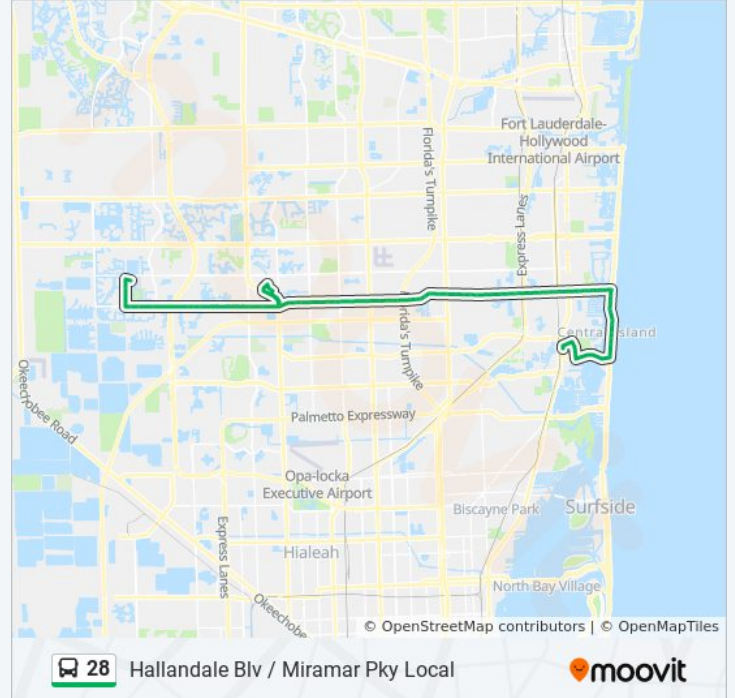 Fort Lauderdale-
Hollywood
International Airport
Florida's Turnpike
Express Lanes
Florida's Turnpike
Central Island
Okeechobee Road
Palmetto Expressway
Opa-locka
Executive Airport
Biscayne Park
Surfside
Express Lanes
Hialeah
North Bay Village
Okeechobe
© OpenStreetMap contributors | © OpenMapTiles
28 Hallandale Blv / Miramar Pky Local
moovit